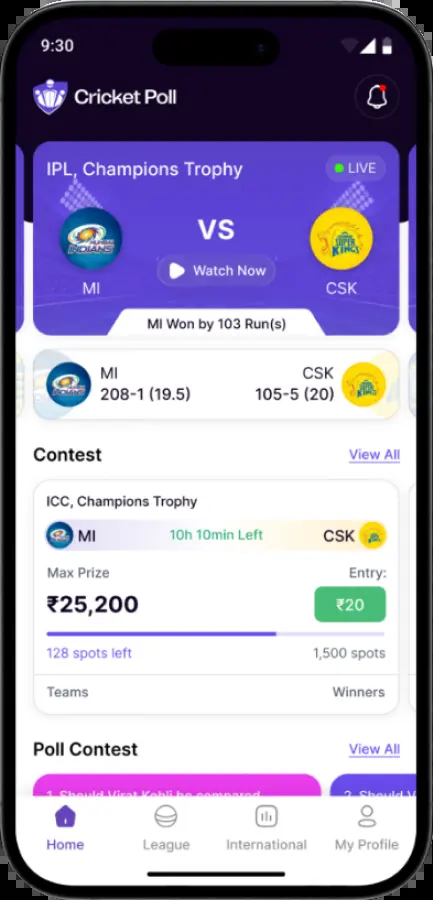 9:30
Cricket Poll
IPL, Champions Trophy
LIVE
VS
INDIANS
SUPER
KINGS
Watch Now
MI
CSK
MI Won by 103 Run(s)
MI
CSK
208-1 (19.5)
105-5 (20)
Contest
View All
ICC, Champions Trophy
MI
10h 10min Left
CSK
Max Prize
Entry:
₹25,200
₹20
128 spots left
1,500 spots
Teams
Winners
Poll Contest
View All
1. Should Virat Kohli be compared
2. Should V
Home
League
International
My Profile